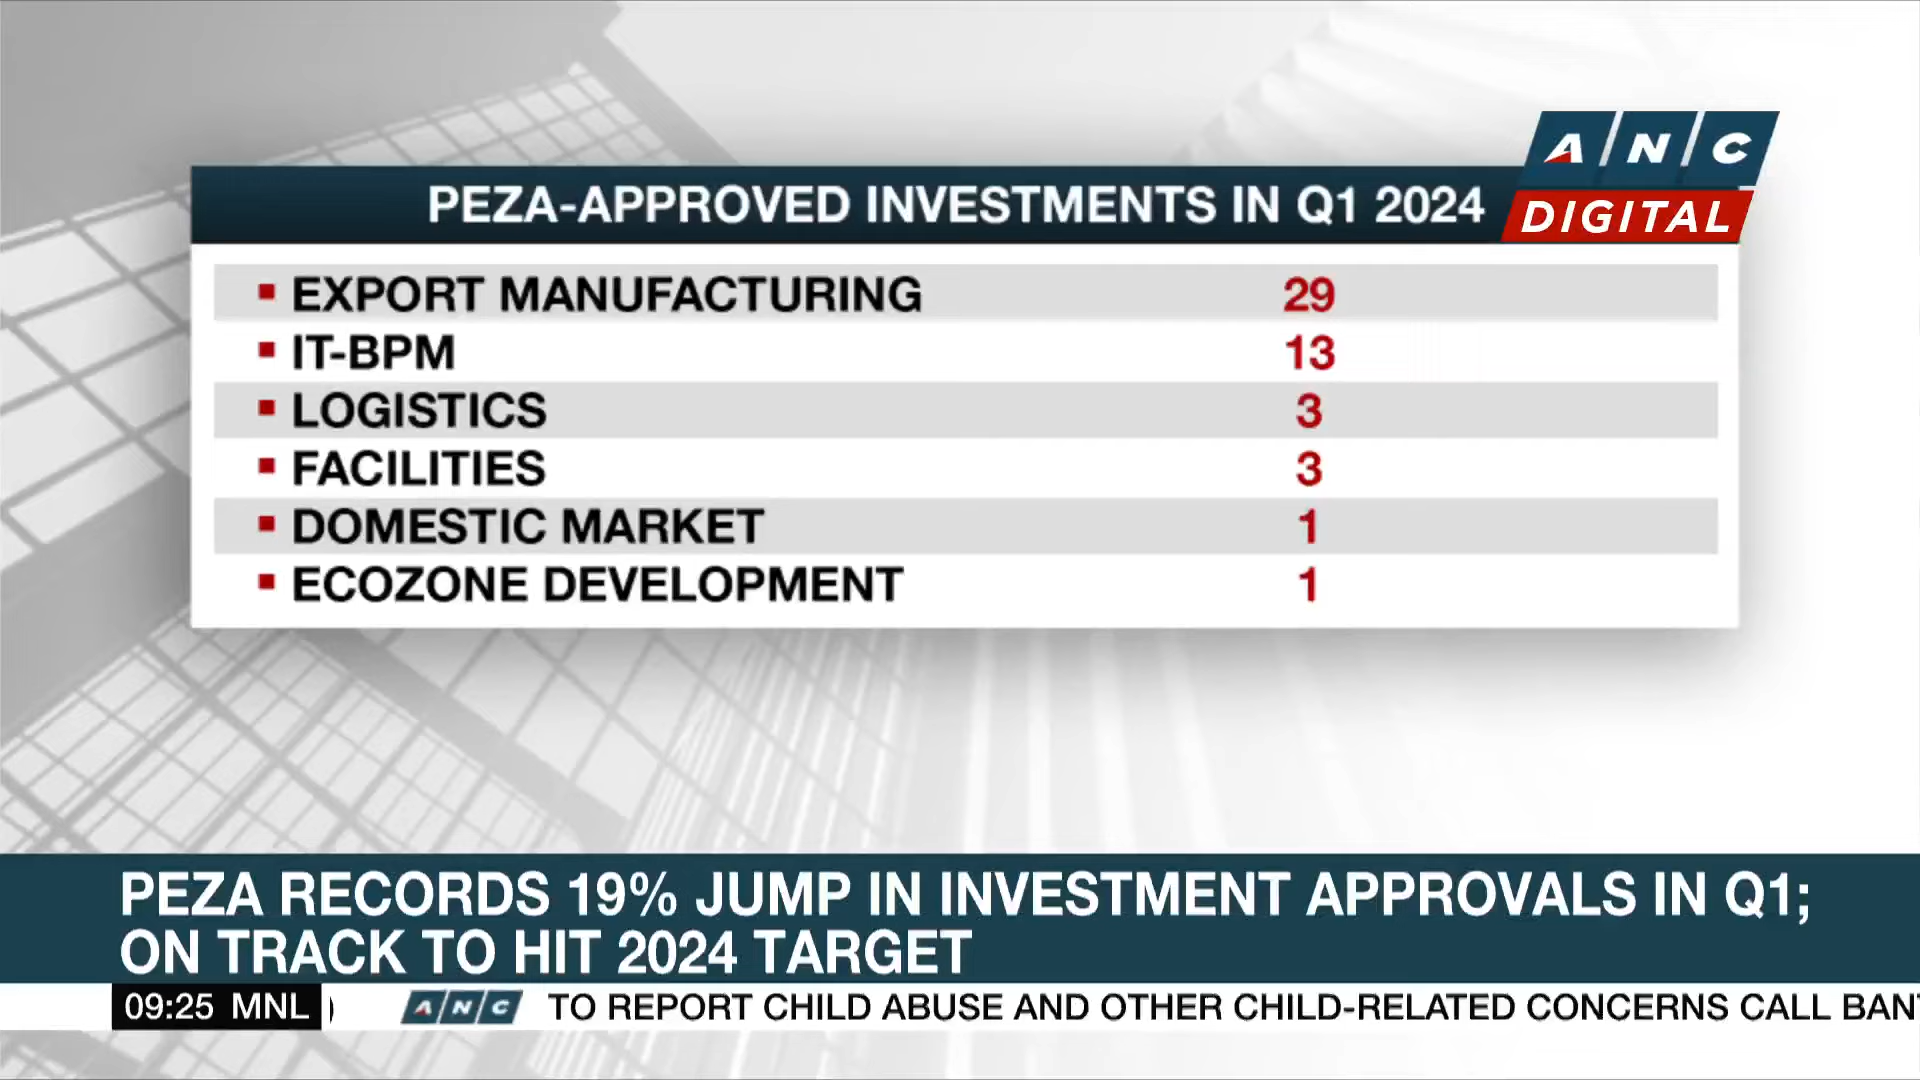 ANC
DIGITAL
PEZA-APPROVED INVESTMENTS IN Q1 2024
EXPORT MANUFACTURING 29
IT-BPM 13
LOGISTICS 3
FACILITIES 3
DOMESTIC MARKET 1
ECOZONE DEVELOPMENT 1
PEZA RECORDS 19% JUMP IN INVESTMENT APPROVALS IN Q1;
ON TRACK TO HIT 2024 TARGET
09:25 MNL ) ANC TO REPORT CHILD ABUSE AND OTHER CHILD-RELATED CONCERNS CALL